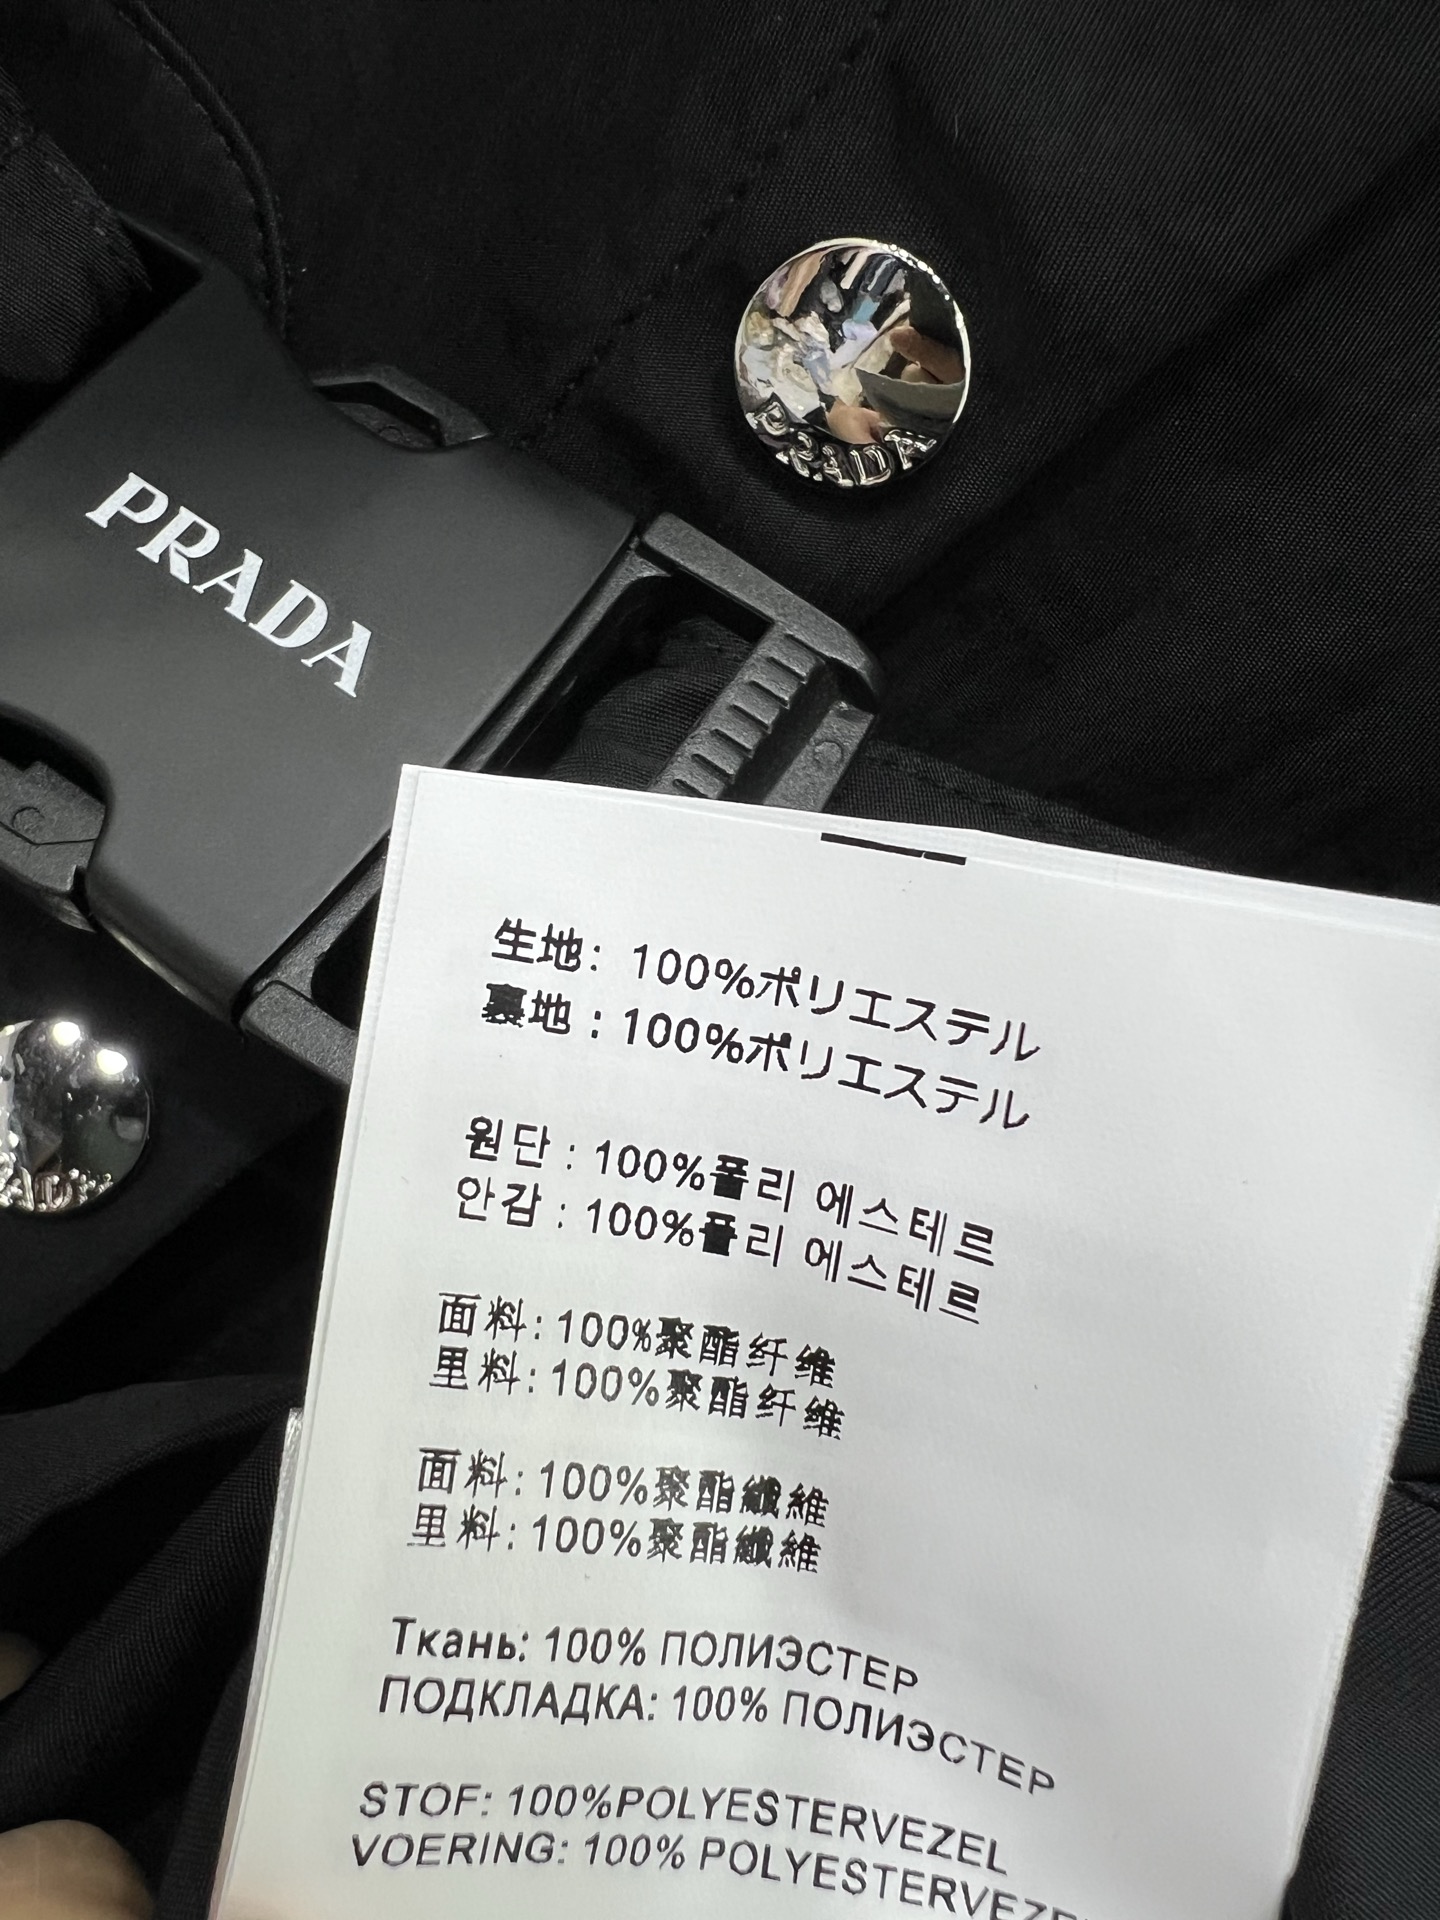 PRADA
PRADA
生地: 100%ポリエステル
裏地 : 100%ポリエステル
원단 : 100%폴리 에스테르
안감 : 100%폴리 에스테르
面料: 100%聚酯纤维
里料: 100%聚酯纤维
面料: 100%聚酯纖維
里料: 100%聚酯纖維
Ткань: 100% ПОЛИЭСТЕР
ПОДКЛАДКА: 100% ПОЛИЭСТЕР
STOF: 100%POLYESTERVEZEL
VOERING: 100%